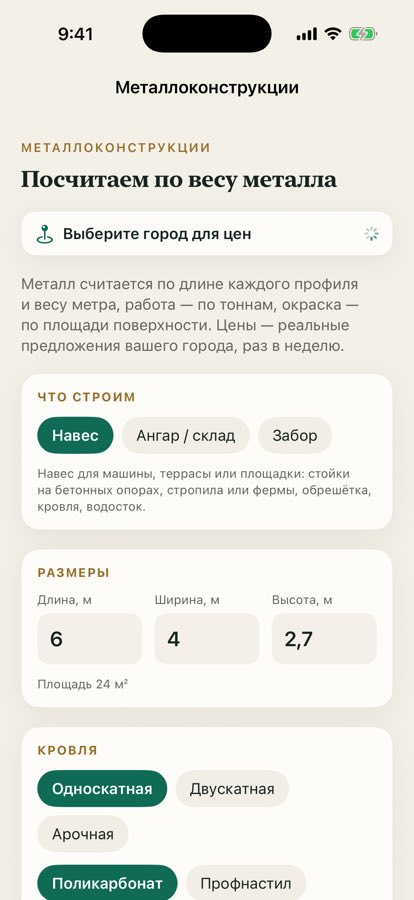 9:41
Металлоконструкции
МЕТАЛЛОКОНСТРУКЦИИ
Посчитаем по весу металла
Выберите город для цен
Металл считается по длине каждого профиля
и весу метра, работа — по тоннам, окраска —
по площади поверхности. Цены — реальные
предложения вашего города, раз в неделю.
ЧТО СТРОИМ
Навес
Ангар / склад
Забор
Навес для машины, террасы или площадки: стойки
на бетонных опорах, стропила или фермы, обрешётка,
кровля, водосток.
РАЗМЕРЫ
Длина, м
Ширина, м
Высота, м
6
4
2,7
Площадь 24 м²
КРОВЛЯ
Односкатная
Двускатная
Арочная
Поликарбонат
Профнастил